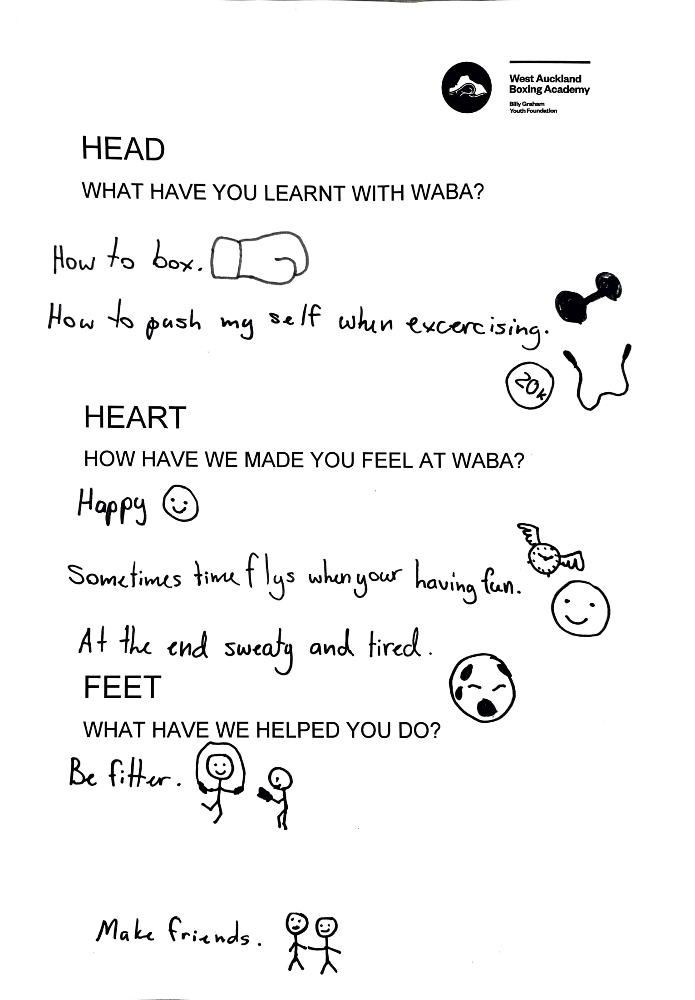 West Auckland
Boxing Academy
Billy Graham
Youth Foundation
HEAD
WHAT HAVE YOU LEARNT WITH WABA?
How to box.
How to push my self when excercising.
20k
HEART
HOW HAVE WE MADE YOU FEEL AT WABA?
Happy
Sometimes time flys when your having fun.
At the end sweaty and tired.
FEET
WHAT HAVE WE HELPED YOU DO?
Be fitter.
Make friends.